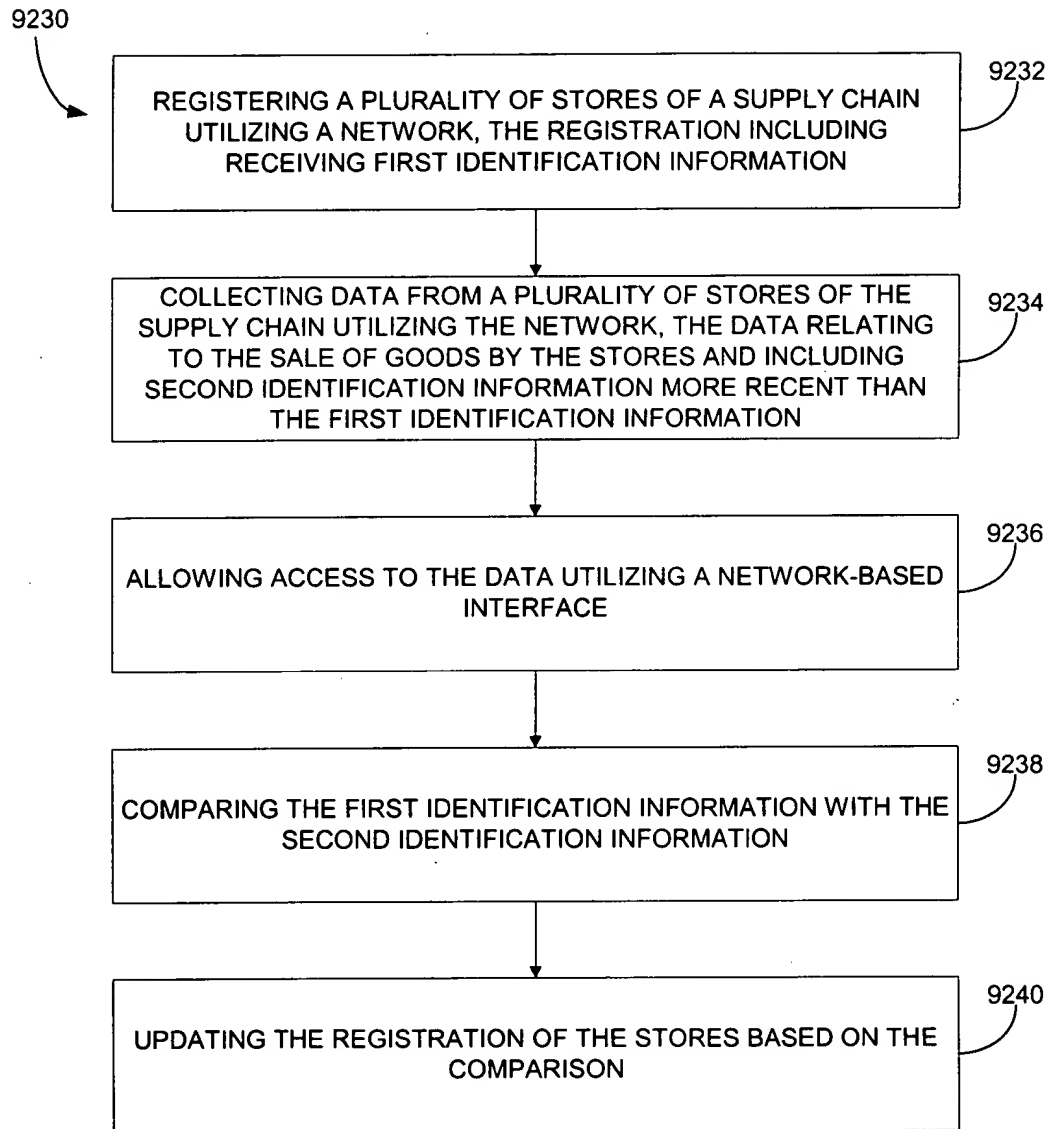 9230
9232
REGISTERING A PLURALITY OF STORES OF A SUPPLY CHAIN
UTILIZING A NETWORK, THE REGISTRATION INCLUDING
RECEIVING FIRST IDENTIFICATION INFORMATION
9234
COLLECTING DATA FROM A PLURALITY OF STORES OF THE
SUPPLY CHAIN UTILIZING THE NETWORK, THE DATA RELATING
TO THE SALE OF GOODS BY THE STORES AND INCLUDING
SECOND IDENTIFICATION INFORMATION MORE RECENT THAN
THE FIRST IDENTIFICATION INFORMATION
9236
ALLOWING ACCESS TO THE DATA UTILIZING A NETWORK-BASED
INTERFACE
9238
COMPARING THE FIRST IDENTIFICATION INFORMATION WITH THE
SECOND IDENTIFICATION INFORMATION
9240
UPDATING THE REGISTRATION OF THE STORES BASED ON THE
COMPARISON